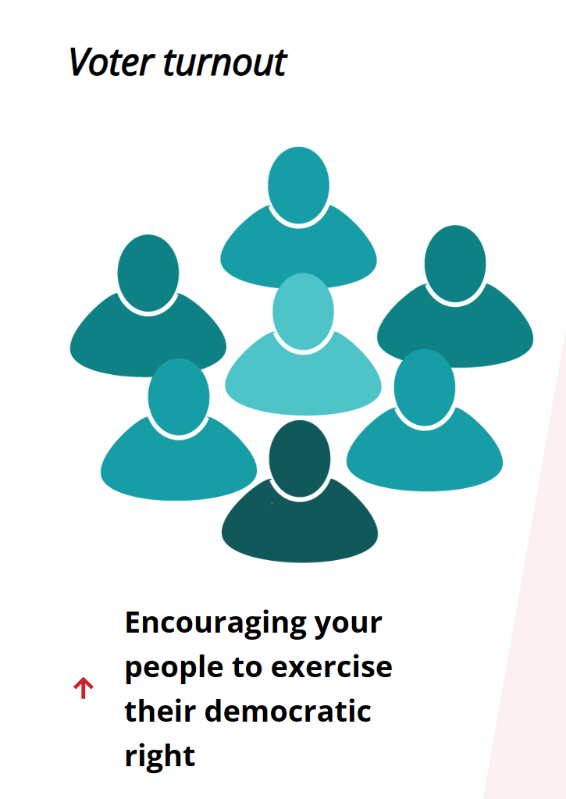 Voter turnout
Encouraging your
people to exercise
their democratic
right